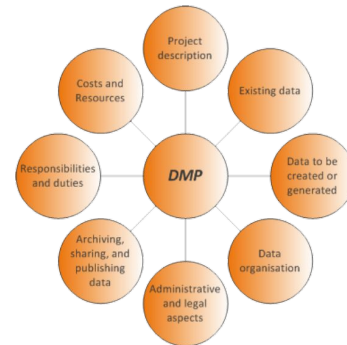 Project
description
Costs and
Resources
Existing data
Responsibilities
and duties
DMP
Data to be
created or
generated
Archiving,
sharing, and
publishing
data
Data
organisation
Administrative
and legal
aspects